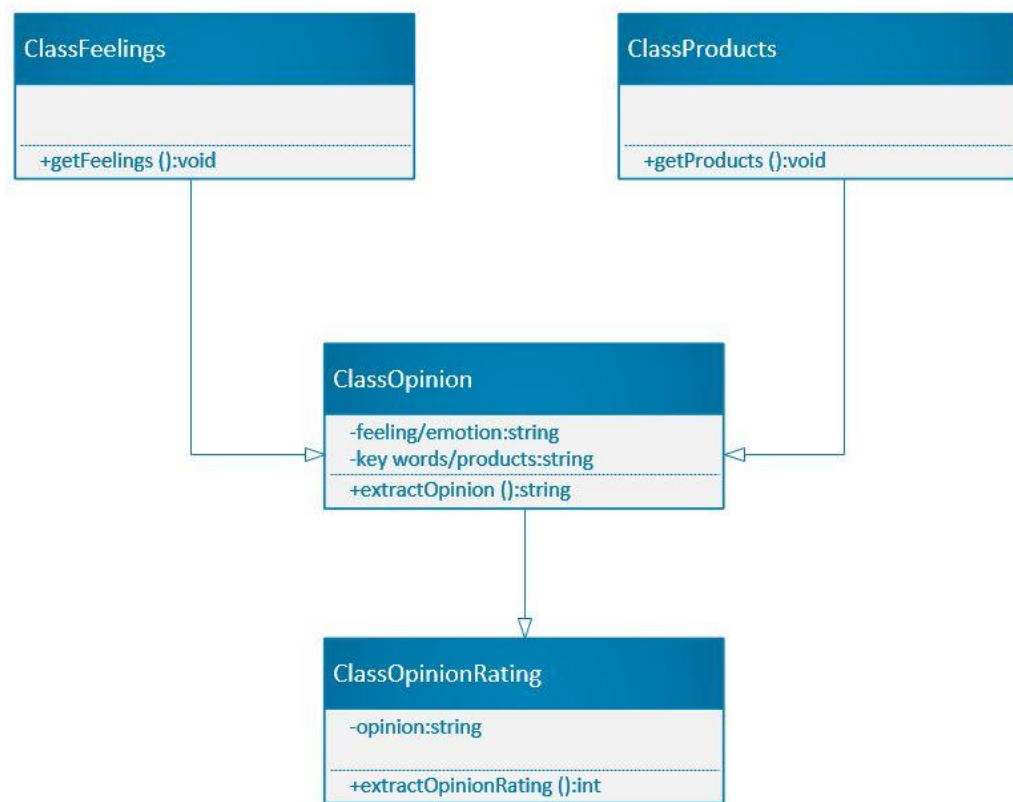 ClassFeelings
+getFeelings ():void
ClassProducts
+getProducts ():void
ClassOpinion
-feeling/emotion:string
-key words/products:string
+extractOpinion ():string
ClassOpinionRating
-opinion:string
+extractOpinionRating ():int